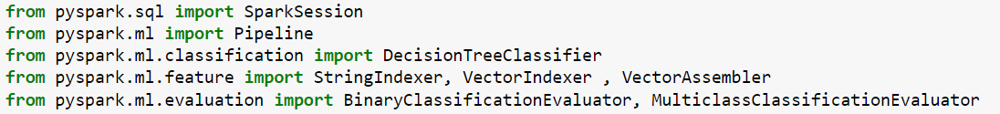 from pyspark.sql import SparkSession
from pyspark.ml import Pipeline
from pyspark.ml.classification import DecisionTreeClassifier
from pyspark.ml.feature import StringIndexer, VectorIndexer , VectorAssembler
from pyspark.ml.evaluation import BinaryClassificationEvaluator, MulticlassClassificationEvaluator